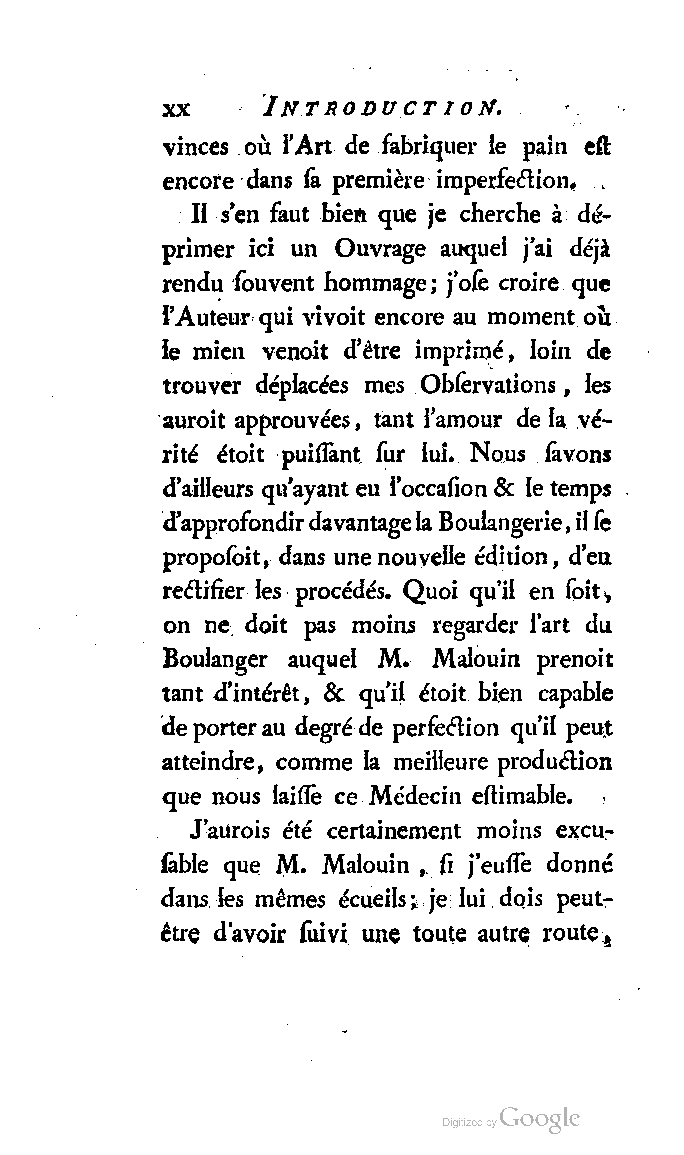 xx INTRODUCTION.
vinces où l'Art de fabriquer le pain eſt
encore dans ſa première imperfection.
Il s'en faut bien que je cherche à dé-
primer ici un Ouvrage auquel j'ai déjà
rendu ſouvent hommage; j'oſe croire que
l'Auteur qui vivoit encore au moment où
le mien venoit d'être imprimé, loin de
trouver déplacées mes Obſervations, les
auroit approuvées, tant l'amour de la vé-
rité étoit puiſſant ſur lui. Nous ſavons
d'ailleurs qu'ayant eu l'occaſion & le temps
d'approfondir davantage la Boulangerie, il ſe
propoſoit, dans une nouvelle édition, d'en
rectifier les procédés. Quoi qu'il en ſoit,
on ne doit pas moins regarder l'art du
Boulanger auquel M. Malouin prenoit
tant d'intérêt, & qu'il étoit bien capable
de porter au degré de perfection qu'il peut
atteindre, comme la meilleure production
que nous laiſſe ce Médecin eſtimable.
J'aurois été certainement moins excu-
ſable que M. Malouin, ſi j'euſſe donné
dans les mêmes écueils; je lui dois peut-
être d'avoir ſuivi une toute autre route,
Digitized by Google